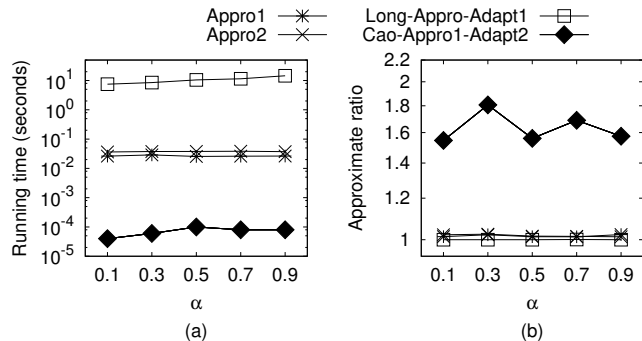 Appro1
Appro2
Long-Appro-Adapt1
Cao-Appro1-Adapt2
Running time (seconds)
10^1
10^0
10^-1
10^-2
10^-3
10^-4
10^-5
0.1 0.3 0.5 0.7 0.9
α
(a)
Approximate ratio
2.2
1.8
1.6
1.4
1.2
1
0.1 0.3 0.5 0.7 0.9
α
(b)